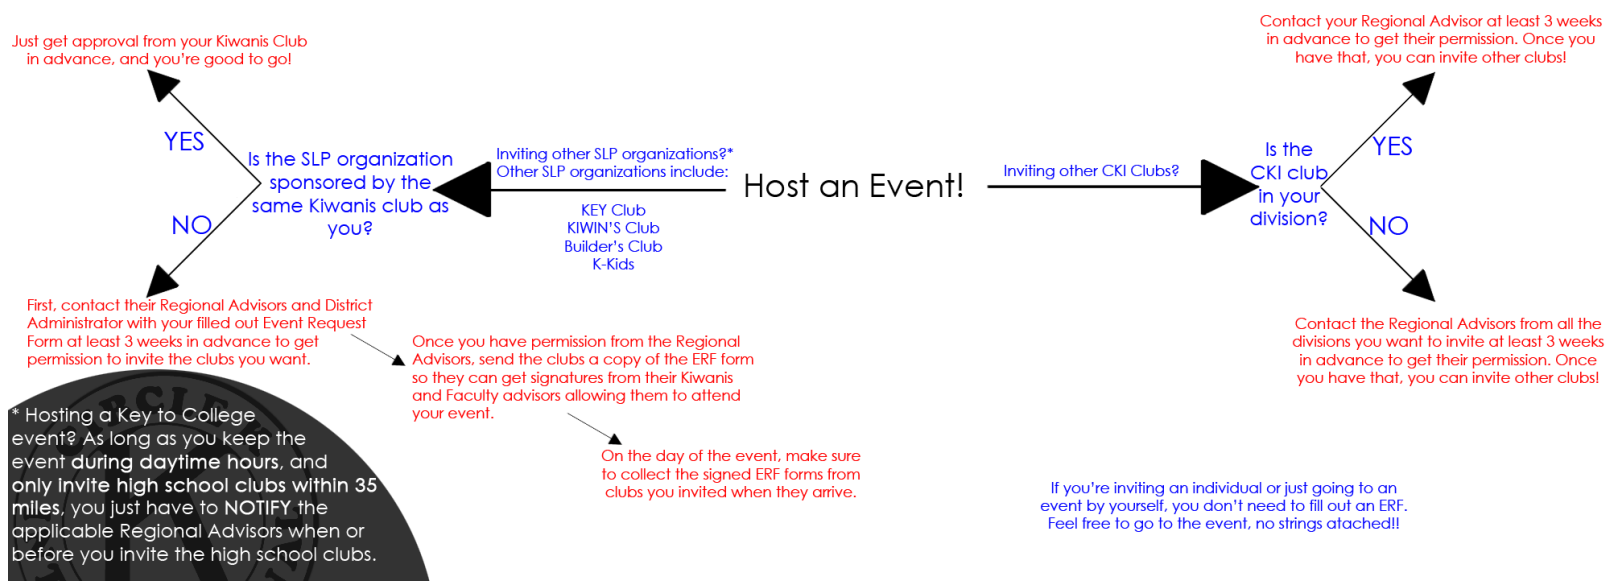 Just get approval from your Kiwanis Club
in advance, and you're good to go!
YES
Is the SLP organization
sponsored by the
same Kiwanis club as
you?
NO
First, contact their Regional Advisors and District
Administrator with your filled out Event Request
Form at least 3 weeks in advance to get
permission to invite the clubs you want.
Once you have permission from the Regional
Advisors, send the clubs a copy of the ERF form
so they can get signatures from their Kiwanis
and Faculty advisors allowing them to attend
your event.
On the day of the event, make sure
to collect the signed ERF forms from
clubs you invited when they arrive.
Inviting other SLP organizations?*
Other SLP organizations include:
KEY Club
KIWIN'S Club
Builder's Club
K-Kids
Host an Event!
Inviting other CKI Clubs?
Is the
CKI club
in your
division?
YES
Contact your Regional Advisor at least 3 weeks
in advance to get their permission. Once you
have that, you can invite other clubs!
NO
Contact the Regional Advisors from all the
divisions you want to invite at least 3 weeks
in advance to get their permission. Once
you have that, you can invite other clubs!
* Hosting a Key to College
event? As long as you keep the
event during daytime hours, and
only invite high school clubs within 35
miles, you just have to NOTIFY the
applicable Regional Advisors when or
before you invite the high school clubs.
If you're inviting an individual or just going to an
event by yourself, you don't need to fill out an ERF.
Feel free to go to the event, no strings atached!!
CIRCLE K